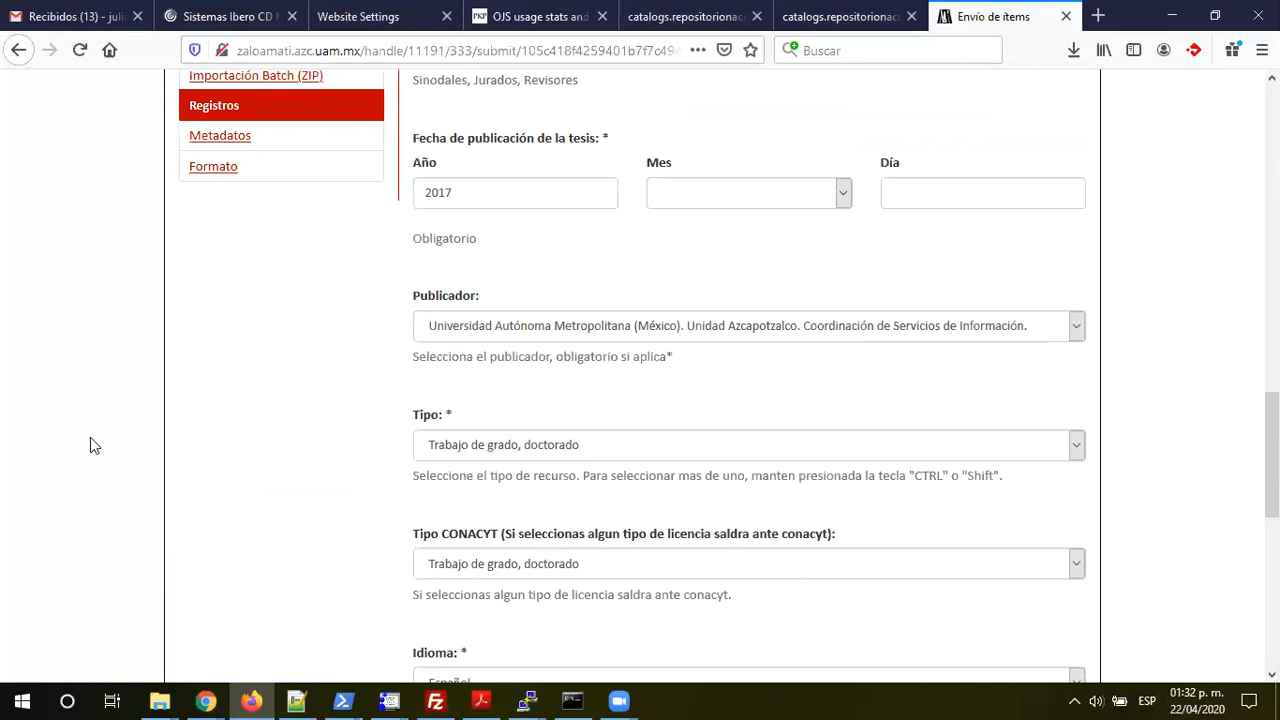 Recibidos (13) - juli
Sistemas Ibero CD M
Website Settings
OJS usage stats and
catalogs.repositorionaci
catalogs.repositorionaci
Envío de ítems
zaloamati.azc.uam.mx/handle/11191/333/submit/105c418f4259401b7f7c49
Buscar
Importación Batch (ZIP)
Registros
Metadatos
Formato
Sinodales, Jurados, Revisores
Fecha de publicación de la tesis: *
Año Mes Día
2017
Obligatorio
Publicador:
Universidad Autónoma Metropolitana (México). Unidad Azcapotzalco. Coordinación de Servicios de Información.
Selecciona el publicador, obligatorio si aplica*
Tipo: *
Trabajo de grado, doctorado
Seleccione el tipo de recurso. Para seleccionar mas de uno, manten presionada la tecla "CTRL" o "Shift".
Tipo CONACYT (Si seleccionas algun tipo de licencia saldra ante conacyt):
Trabajo de grado, doctorado
Si seleccionas algun tipo de licencia saldra ante conacyt.
Idioma: *
Español
ESP
01:32 p. m.
22/04/2020